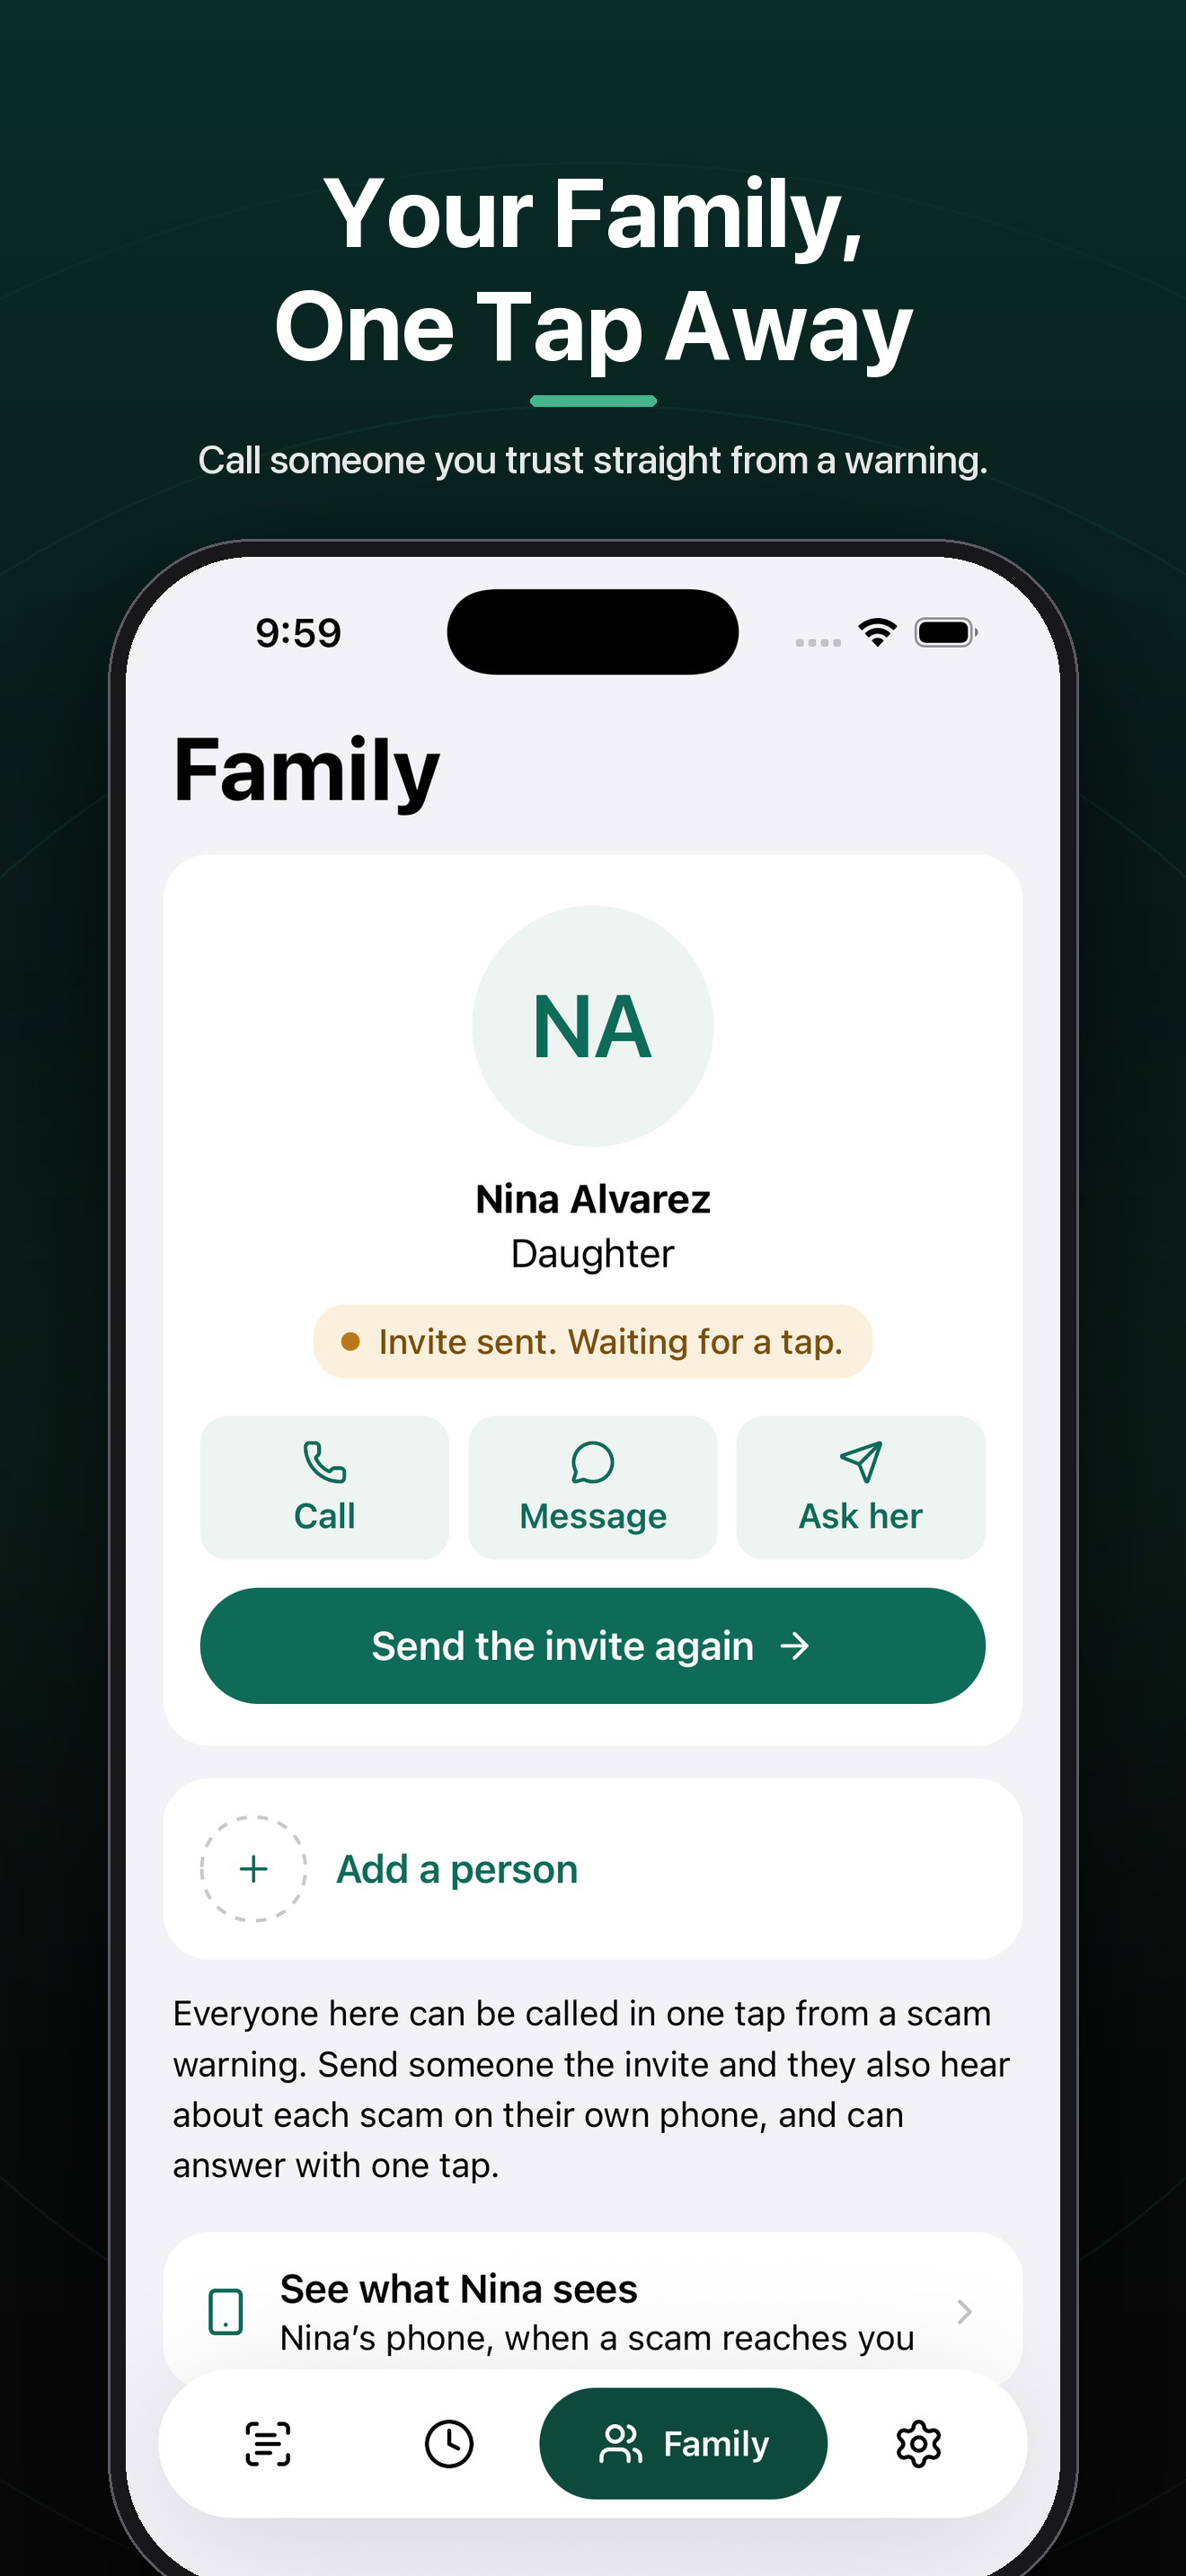 Your Family,
One Tap Away
Call someone you trust straight from a warning.
9:59
Family
NA
Nina Alvarez
Daughter
Invite sent. Waiting for a tap.
Call
Message
Ask her
Send the invite again
Add a person
Everyone here can be called in one tap from a scam
warning. Send someone the invite and they also hear
about each scam on their own phone, and can
answer with one tap.
See what Nina sees
Nina’s phone, when a scam reaches you
Family